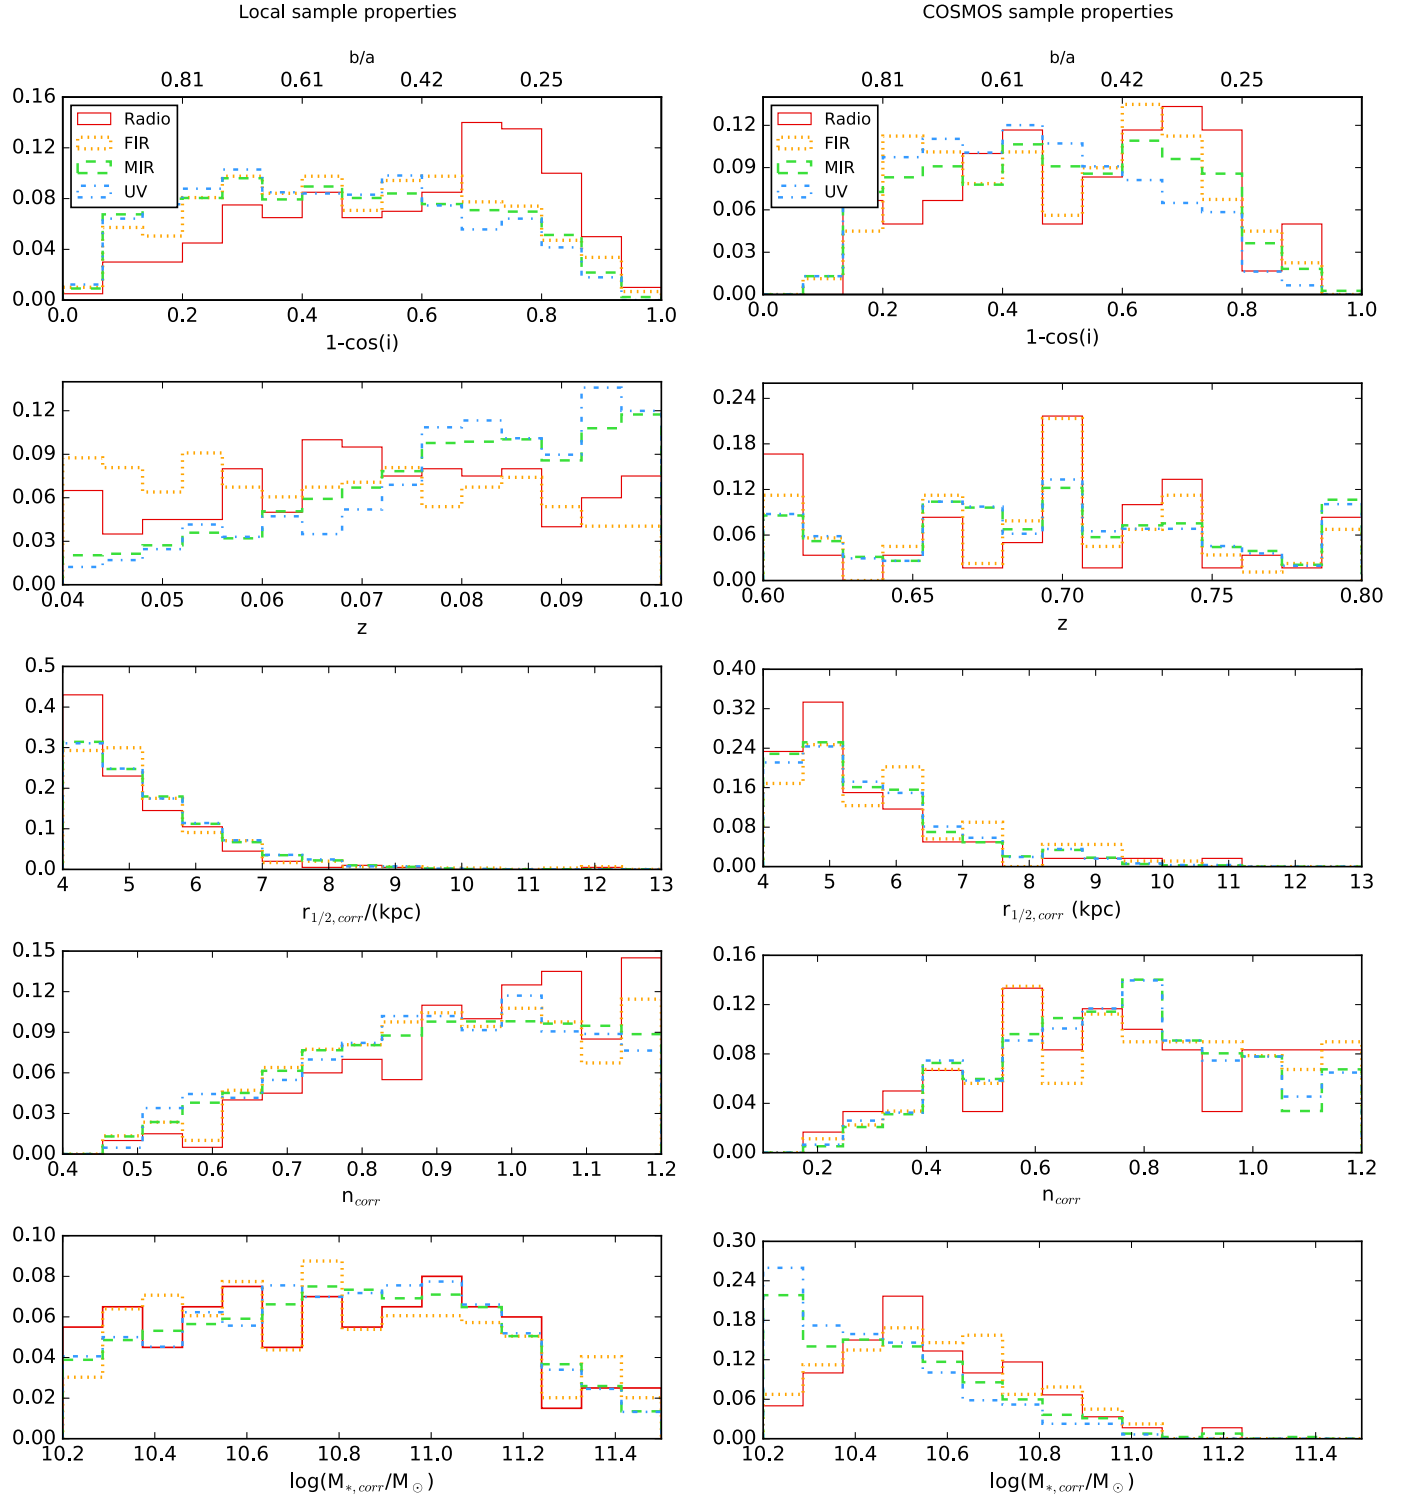 Local sample properties
COSMOS sample properties
b/a
0.81 0.61 0.42 0.25
0.16
0.12
0.08
0.04
0.00
Radio
FIR
MIR
UV
0.0 0.2 0.4 0.6 0.8 1.0
1-cos(i)
b/a
0.81 0.61 0.42 0.25
0.12
0.09
0.06
0.03
0.00
Radio
FIR
MIR
UV
0.0 0.2 0.4 0.6 0.8 1.0
1-cos(i)
0.12
0.09
0.06
0.03
0.00
0.04 0.05 0.06 0.07 0.08 0.09 0.10
z
0.24
0.18
0.12
0.06
0.00
0.60 0.65 0.70 0.75 0.80
z
0.5
0.4
0.3
0.2
0.1
0.0
4 5 6 7 8 9 10 11 12 13
r1/2,corr/(kpc)
0.40
0.32
0.24
0.16
0.08
0.00
4 5 6 7 8 9 10 11 12 13
r1/2,corr (kpc)
0.15
0.12
0.09
0.06
0.03
0.00
0.4 0.5 0.6 0.7 0.8 0.9 1.0 1.1 1.2
ncorr
0.16
0.12
0.08
0.04
0.00
0.2 0.4 0.6 0.8 1.0 1.2
ncorr
0.10
0.08
0.06
0.04
0.02
0.00
10.2 10.4 10.6 10.8 11.0 11.2 11.4
log(M*,corr/M⊙)
0.30
0.24
0.18
0.12
0.06
0.00
10.2 10.4 10.6 10.8 11.0 11.2 11.4
log(M*,corr/M⊙)